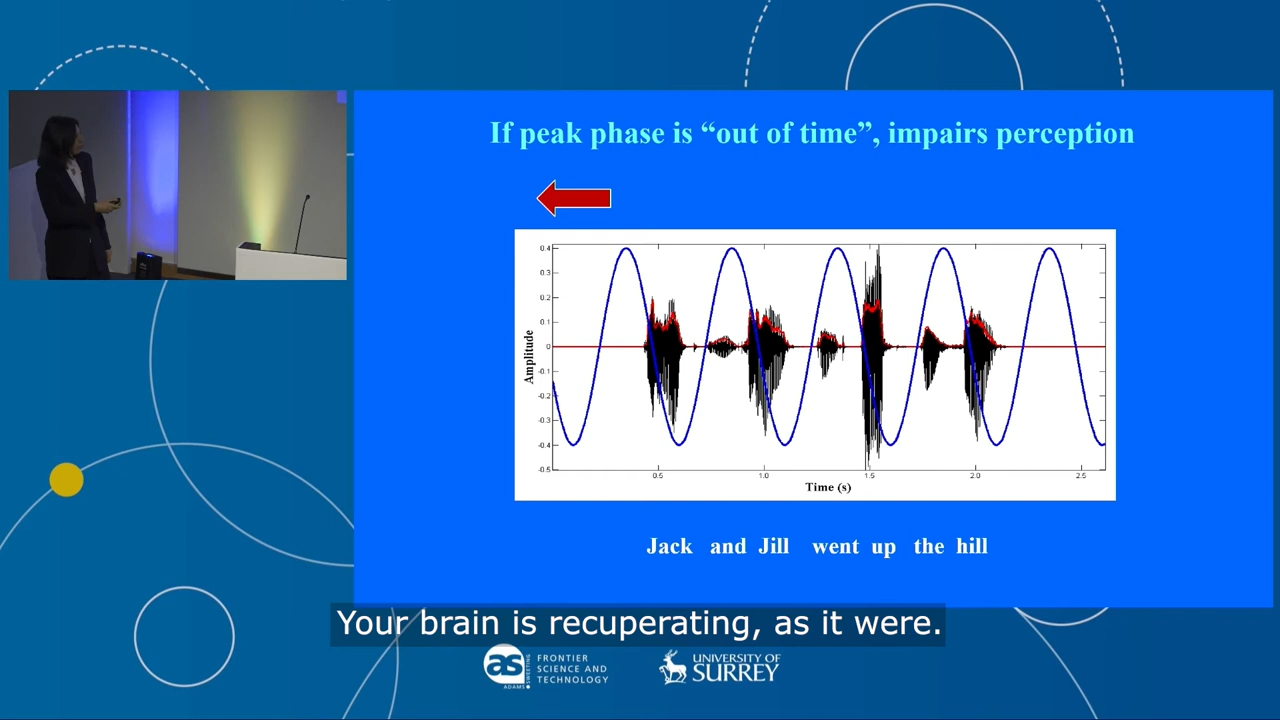 If peak phase is “out of time”, impairs perception
0.4
0.3
0.2
0.1
0
-0.1
-0.2
-0.3
-0.4
-0.5
Amplitude
0.5 1.0 1.5 2.0 2.5
Time (s)
Jack and Jill went up the hill
Your brain is recuperating, as it were.
as
ADAMS
SWEETING
FRONTIER
SCIENCE AND
TECHNOLOGY
UNIVERSITY OF
SURREY